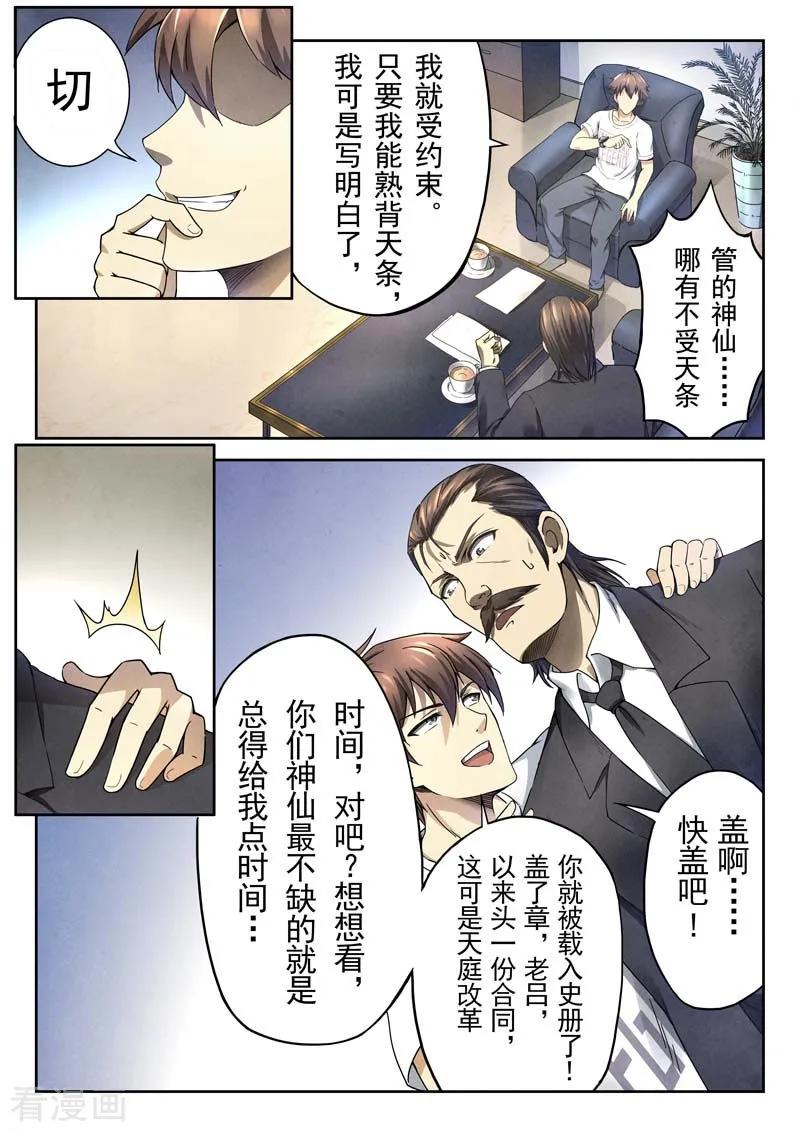 切
我可是写明白了，
只要我能熟背天条，
我就受约束。
哪有不受天条
管的神仙……
总得给我点时间…
你们神仙最不缺的就是
时间，对吧？想想看，
这可是天庭改革
以来头一份合同，
盖了章，老吕，
你就被载入史册了！
快盖吧！
盖啊……
看漫画